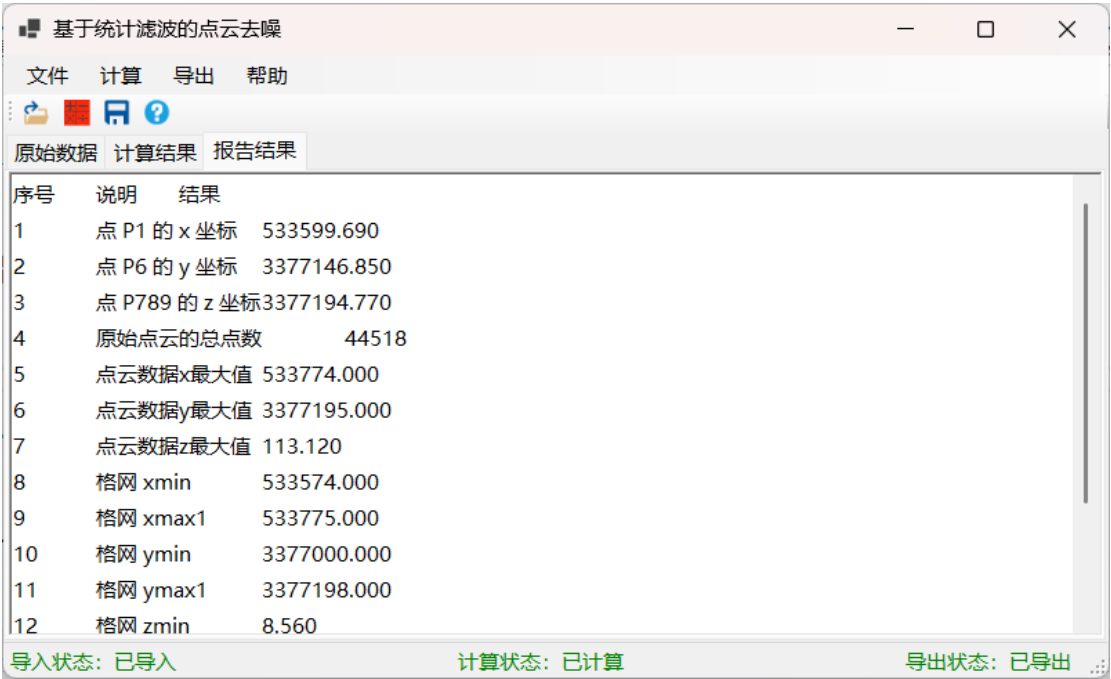 基于统计滤波的点云去噪
文件 计算 导出 帮助
原始数据 计算结果 报告结果
序号 说明 结果
1 点 P1 的 x 坐标 533599.690
2 点 P6 的 y 坐标 3377146.850
3 点 P789 的 z 坐标3377194.770
4 原始点云的总点数 44518
5 点云数据x最大值 533774.000
6 点云数据y最大值 3377195.000
7 点云数据z最大值 113.120
8 格网 xmin 533574.000
9 格网 xmax1 533775.000
10 格网 ymin 3377000.000
11 格网 ymax1 3377198.000
12 格网 zmin 8.560
导入状态：已导入 计算状态：已计算 导出状态：已导出